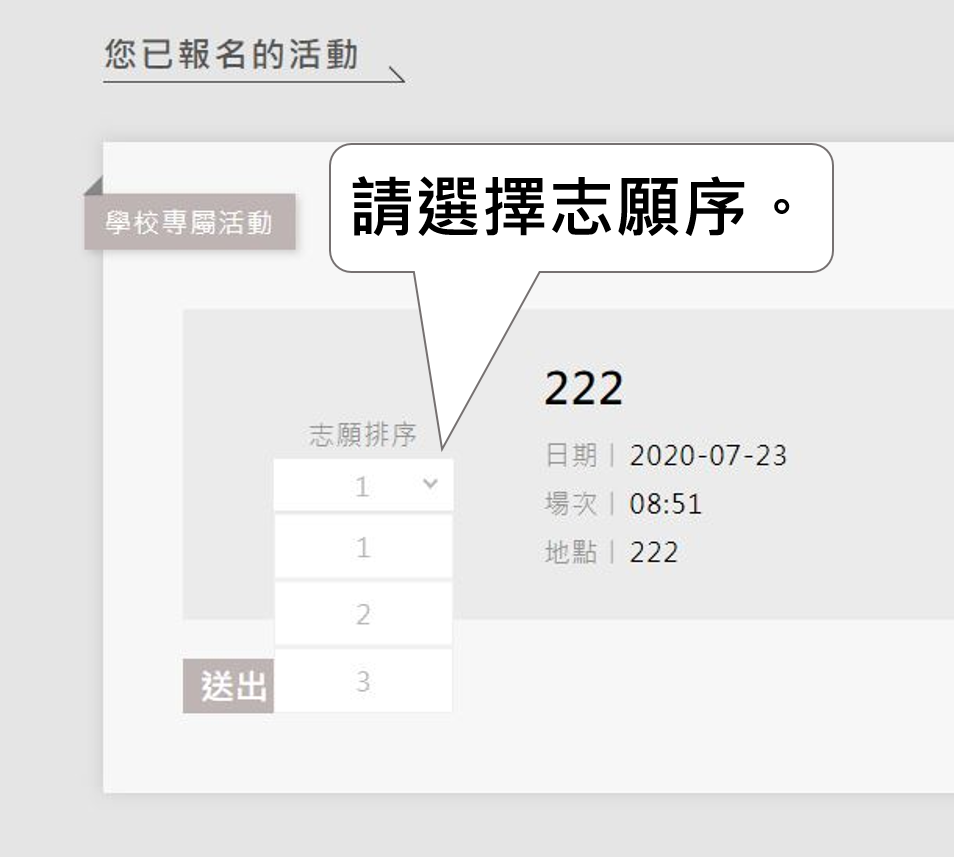 您已報名的活動
學校專屬活動
請選擇志願序。
志願排序
1
1
2
3
222
日期｜2020-07-23
場次｜08:51
地點｜222
送出